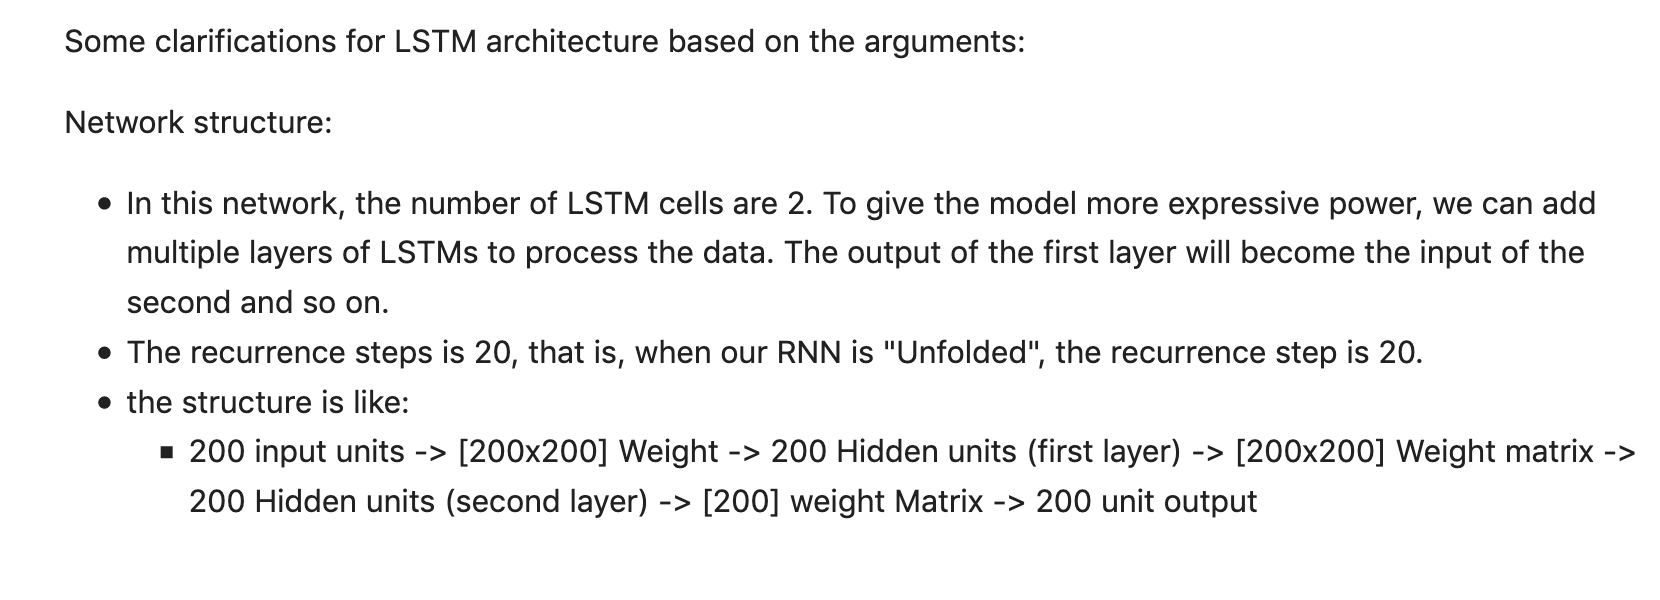 Some clarifications for LSTM architecture based on the arguments:
Network structure:
• In this network, the number of LSTM cells are 2. To give the model more expressive power, we can add
multiple layers of LSTMs to process the data. The output of the first layer will become the input of the
second and so on.
• The recurrence steps is 20, that is, when our RNN is "Unfolded", the recurrence step is 20.
• the structure is like:
▪ 200 input units -> [200x200] Weight -> 200 Hidden units (first layer) -> [200x200] Weight matrix ->
200 Hidden units (second layer) -> [200] weight Matrix -> 200 unit output